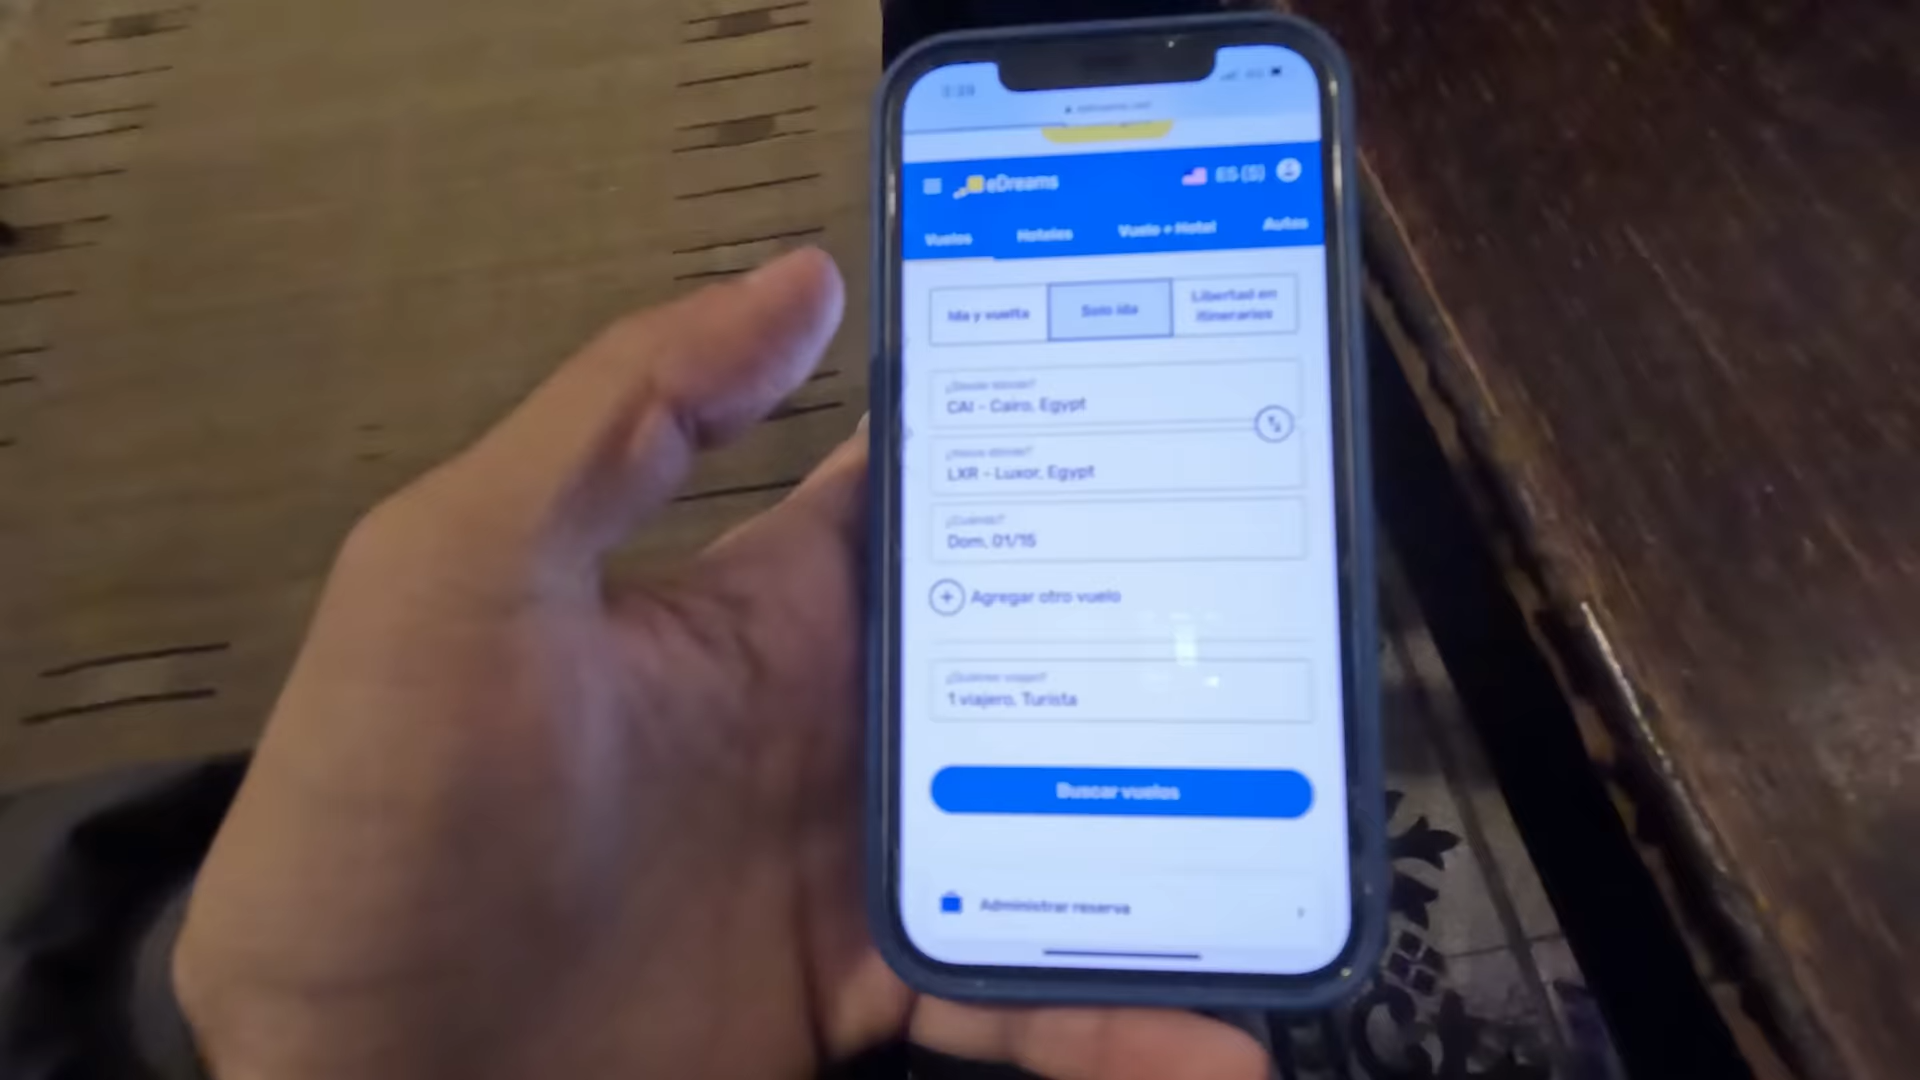 eDreams
ES ($)
Vuelos Hoteles Vuelo + Hotel Autos
Ida y vuelta
Solo ida
Libertad en
itinerarios
CAI - Cairo, Egypt
LXR - Luxor, Egypt
¿Cuándo?
Dom, 01/15
Agregar otro vuelo
1 viajero, Turista
Buscar vuelos
Administrar reserva